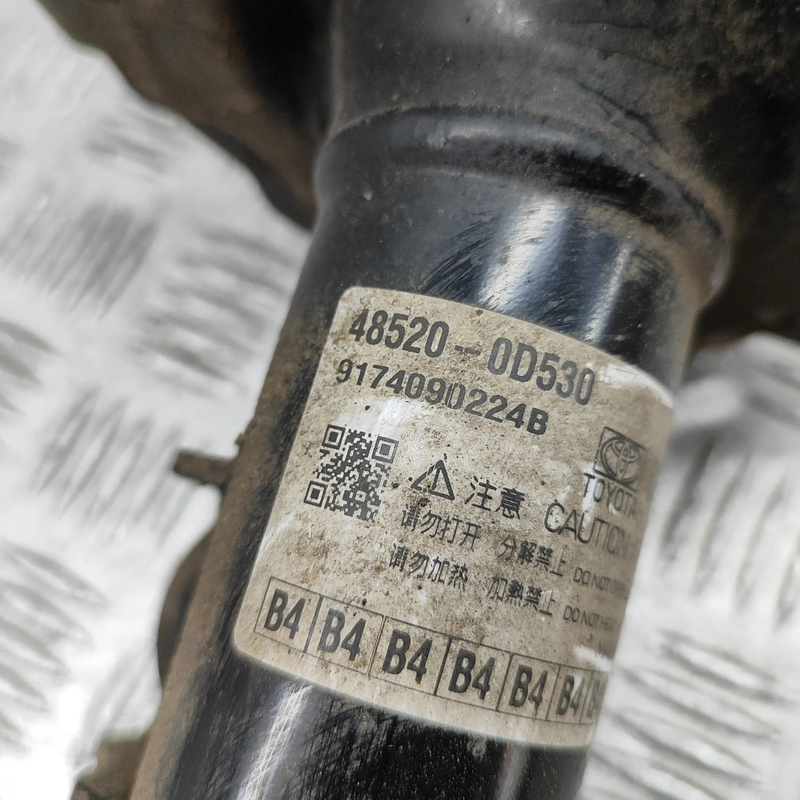 48520-0D530
9174090224B
TOYOTA
⚠ 注意 CAUTION
请勿打开 分解禁止 DO NOT
请勿加热 加熱禁止 DO NOT
B4 B4 B4 B4 B4 B4